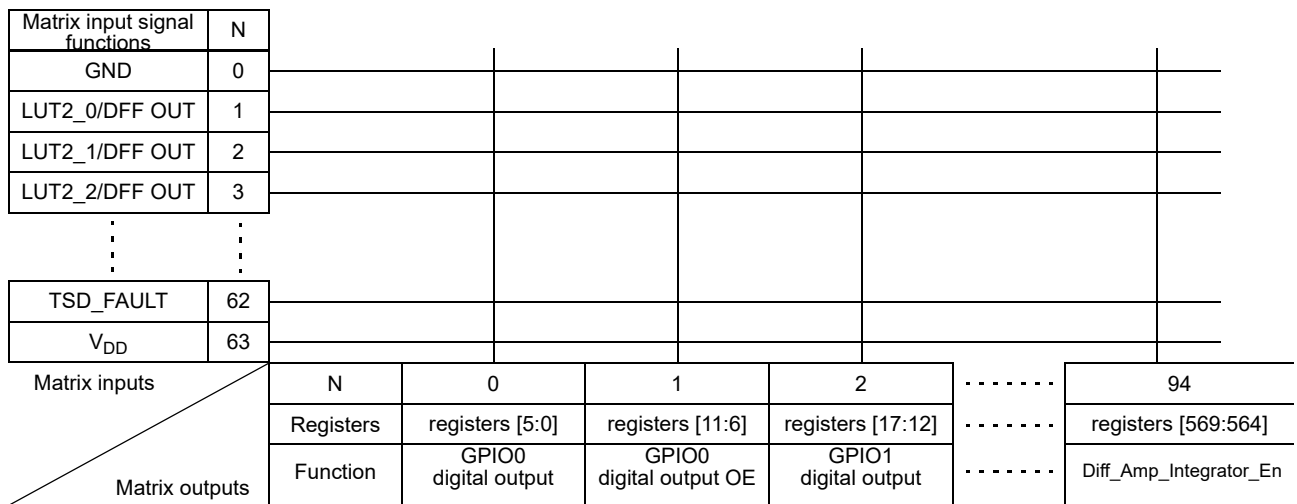 Matrix input signal functions N
GND 0
LUT2_0/DFF OUT 1
LUT2_1/DFF OUT 2
LUT2_2/DFF OUT 3
TSD_FAULT 62
VDD 63
Matrix inputs
Matrix outputs
N 0 1 2 94
Registers registers [5:0] registers [11:6] registers [17:12] registers [569:564]
Function GPIO0 digital output GPIO0 digital output OE GPIO1 digital output Diff_Amp_Integrator_En